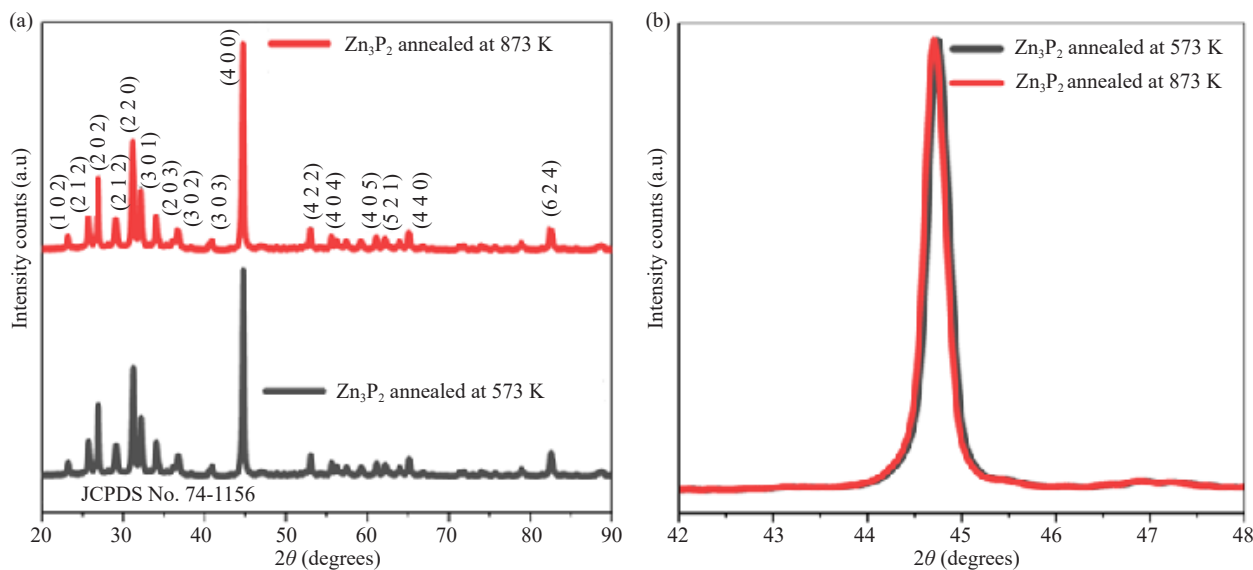 (a)
Zn₃P₂ annealed at 873 K
(1 0 2)
(2 1 2)
(2 0 2)
(2 1 2)
(2 2 0)
(3 0 1)
(2 0 3)
(3 0 2)
(3 0 3)
(4 0 0)
(4 2 2)
(4 0 4)
(4 0 5)
(5 2 1)
(4 4 0)
(6 2 4)
Zn₃P₂ annealed at 573 K
JCPDS No. 74-1156
Intensity counts (a.u)
20 30 40 50 60 70 80 90
2θ (degrees)
(b)
Zn₃P₂ annealed at 573 K
Zn₃P₂ annealed at 873 K
Intensity counts (a.u)
42 43 44 45 46 47 48
2θ (degrees)